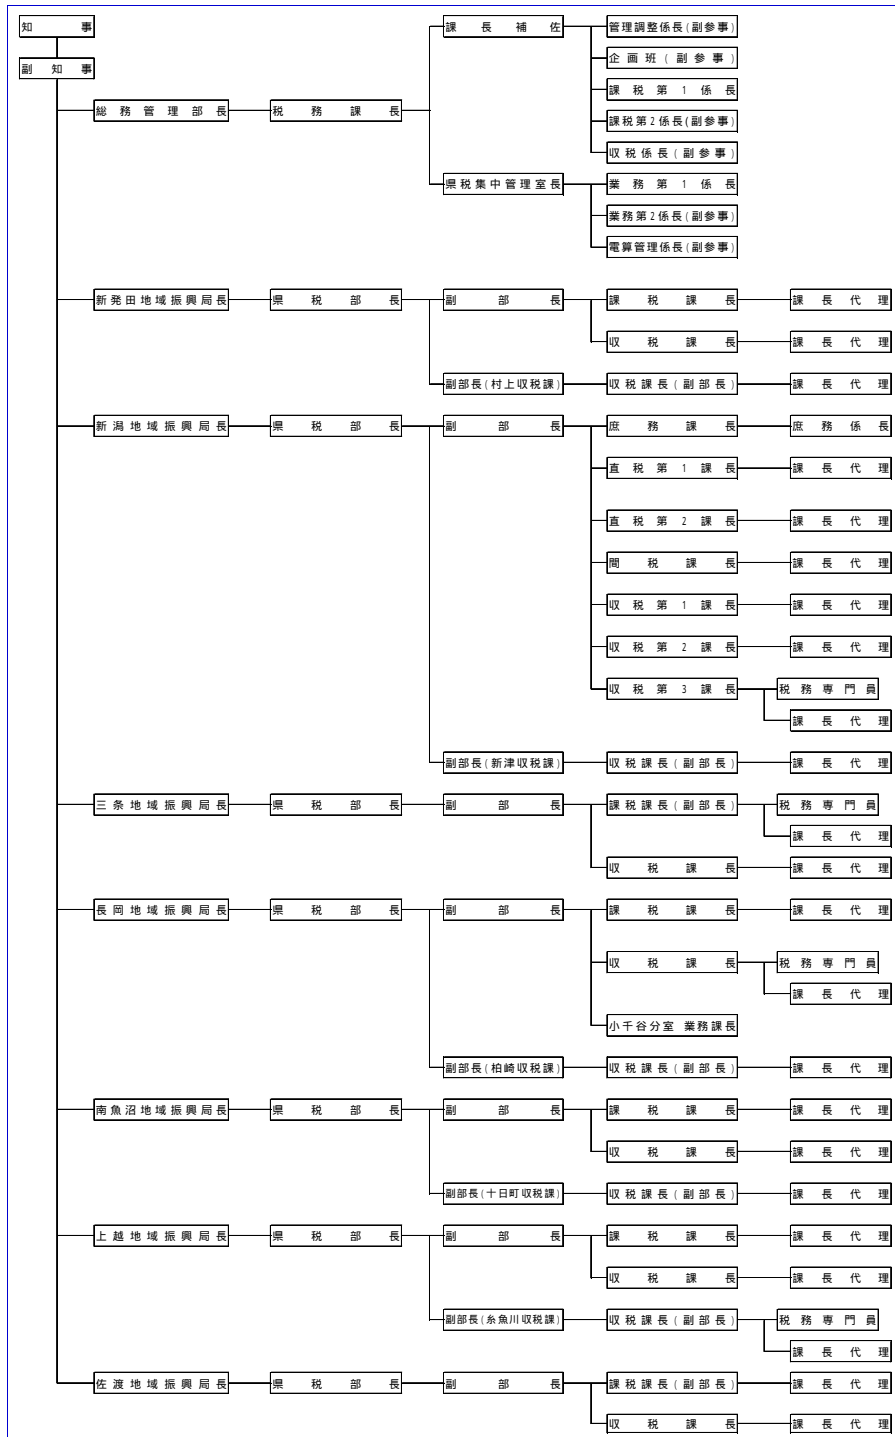 知事 課長補佐 管理調整係長(副参事)
企画班(副参事)
副知事
課税第1係長
総務管理部長 税務課長 課税第2係長(副参事)
収税係長(副参事)
県税集中管理室長 業務第1係長
業務第2係長(副参事)
電算管理係長(副参事)
新発田地域振興局長 県税部長 副部長 課税課長 課長代理
収税課長 課長代理
副部長(村上収税課) 収税課長(副部長) 課長代理
新潟地域振興局長 県税部長 副部長 庶務課長 庶務係長
直税第1課長 課長代理
直税第2課長 課長代理
間税課長 課長代理
収税第1課長 課長代理
収税第2課長 課長代理
収税第3課長 税務専門員
課長代理
副部長(新津収税課) 収税課長(副部長) 課長代理
三条地域振興局長 県税部長 副部長 課税課長(副部長) 税務専門員
課長代理
収税課長 課長代理
長岡地域振興局長 県税部長 副部長 課税課長 課長代理
収税課長 税務専門員
課長代理
小千谷分室 業務課長
副部長(柏崎収税課) 収税課長(副部長) 課長代理
南魚沼地域振興局長 県税部長 副部長 課税課長 課長代理
収税課長 課長代理
副部長(十日町収税課) 収税課長(副部長) 課長代理
上越地域振興局長 県税部長 副部長 課税課長 課長代理
収税課長 課長代理
副部長(糸魚川収税課) 収税課長(副部長) 税務専門員
課長代理
佐渡地域振興局長 県税部長 副部長 課税課長(副部長) 課長代理
収税課長 課長代理